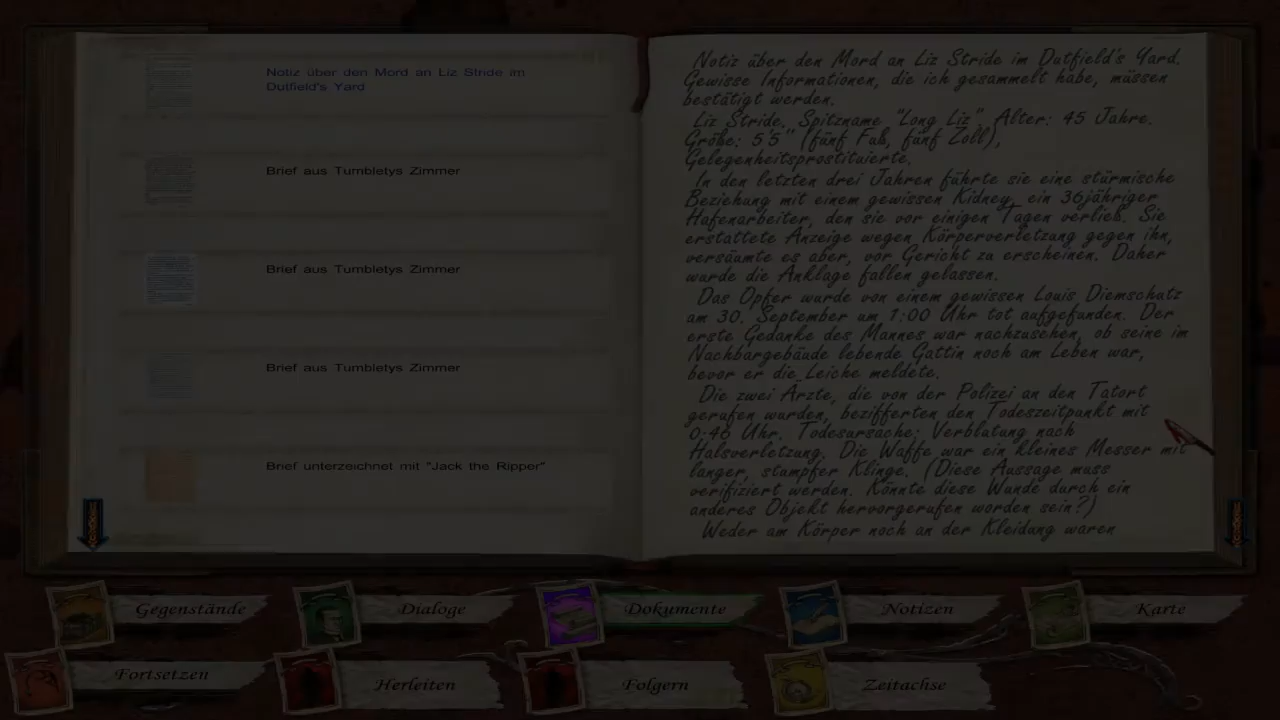 Notiz über den Mord an Liz Stride im
Dutfield's Yard
Brief aus Tumbletys Zimmer
Brief aus Tumbletys Zimmer
Brief aus Tumbletys Zimmer
Brief unterzeichnet mit "Jack the Ripper"
Notiz über den Mord an Liz Stride im Dutfield's Yard.
Gewisse Informationen, die ich gesammelt habe, müssen
bestätigt werden.
Liz Stride. Spitzname "Long Liz" Alter: 45 Jahre.
Größe: 5'5" (fünf Fuß, fünf Zoll),
Gelegenheitsprostituierte.
In den letzten drei Jahren führte sie eine stürmische
Beziehung mit einem gewissen Kidney, ein 36jähriger
Hafenarbeiter, den sie vor einigen Tagen verließ. Sie
erstattete Anzeige wegen Körperverletzung gegen ihn,
versäumte es aber, vor Gericht zu erscheinen. Daher
wurde die Anklage fallen gelassen.
Das Opfer wurde von einem gewissen Louis Diemschutz
am 30. September um 1:00 Uhr tot aufgefunden. Der
erste Gedanke des Mannes war nachzusehen, ob seine im
Nachbargebäude lebende Gattin noch am Leben war,
bevor er die Leiche meldete.
Die zwei Ärzte, die von der Polizei an den Tatort
gerufen wurden, bezifferten den Todeszeitpunkt mit
0:46 Uhr. Todesursache: Verblutung nach
Halsverletzung. Die Waffe war ein kleines Messer mit
langer, stumpfer Klinge. (Diese Aussage muss
verifiziert werden. Könnte diese Wunde durch ein
anderes Objekt hervorgerufen worden sein?)
Weder am Körper noch an der Kleidung waren
Gegenstände
Dialoge
Dokumente
Notizen
Karte
Fortsetzen
Herleiten
Folgern
Zeitachse